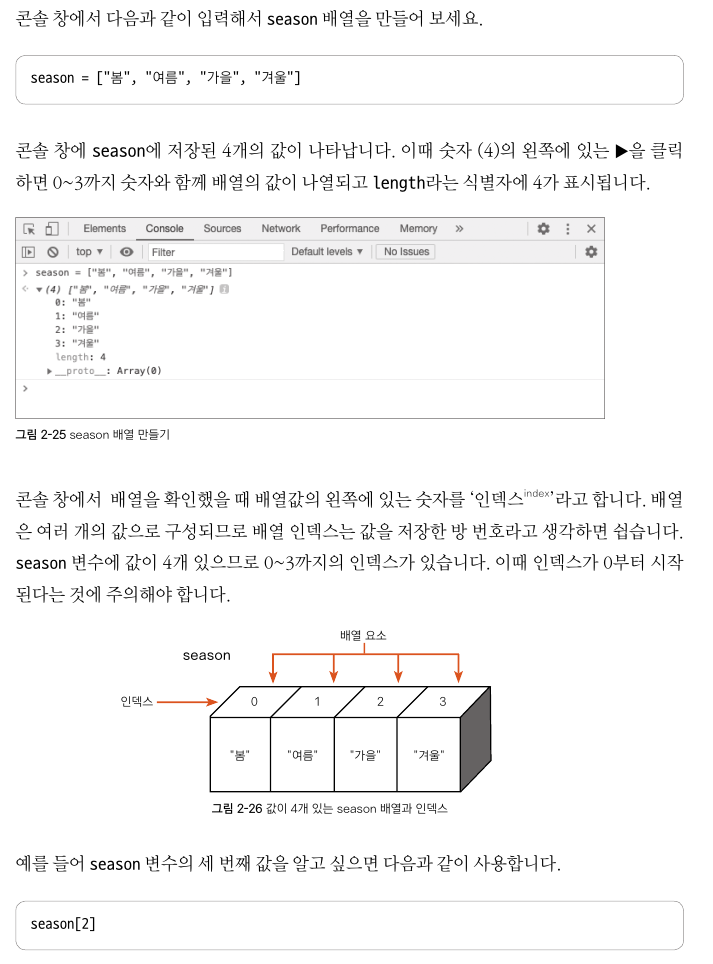 콘솔 창에서 다음과 같이 입력해서 season 배열을 만들어 보세요.
season = ["봄", "여름", "가을", "겨울"]
콘솔 창에 season에 저장된 4개의 값이 나타납니다. 이때 숫자 (4)의 왼쪽에 있는 ▶을 클릭
하면 0~3까지 숫자와 함께 배열의 값이 나열되고 length라는 식별자에 4가 표시됩니다.
Elements Console Sources Network Performance Memory »
top ▼ Filter Default levels ▼ No Issues
> season = ["봄", "여름", "가을", "겨울"]
▼(4) ["봄", "여름", "가을", "겨울"] i
0: "봄"
1: "여름"
2: "가을"
3: "겨울"
length: 4
▶__proto__: Array(0)
>
그림 2-25 season 배열 만들기
콘솔 창에서 배열을 확인했을 때 배열값의 왼쪽에 있는 숫자를 ‘인덱스index’라고 합니다. 배열
은 여러 개의 값으로 구성되므로 배열 인덱스는 값을 저장한 방 번호라고 생각하면 쉽습니다.
season 변수에 값이 4개 있으므로 0~3까지의 인덱스가 있습니다. 이때 인덱스가 0부터 시작
된다는 것에 주의해야 합니다.
배열 요소
season
인덱스 0 1 2 3
"봄" "여름" "가을" "겨울"
그림 2-26 값이 4개 있는 season 배열과 인덱스
예를 들어 season 변수의 세 번째 값을 알고 싶으면 다음과 같이 사용합니다.
season[2]